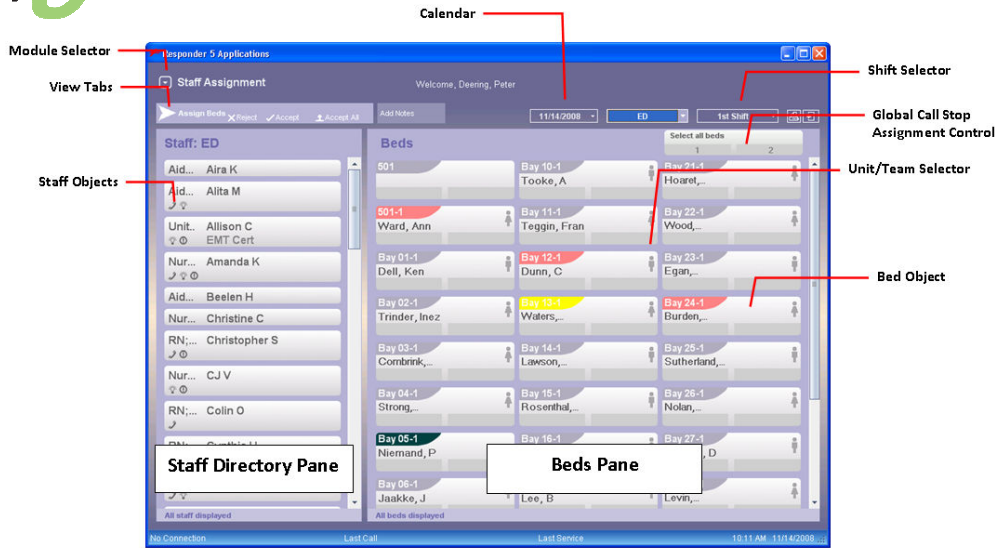 Calendar
Module Selector
View Tabs
Staff Objects
Shift Selector
Global Call Stop
Assignment Control
Unit/Team Selector
Bed Object
Responder 5 Applications
Staff Assignment
Welcome, Deering, Peter
Assign Beds Reject Accept Accept All
Add Notes
11/14/2008 ED 1st Shift
Staff: ED
Aid... Aira K
Aid... Alita M
Unit.. Allison C
EMT Cert
Nur... Amanda K
Aid... Beelen H
Nur... Christine C
RN;... Christopher S
Nur... CJ V
RN;... Colin O
Staff Directory Pane
All staff displayed
Beds
Select all beds
1 2
501 Bay 10-1 Bay 21-1
Tooke, A Hoaret,...
501-1 Bay 11-1 Bay 22-1
Ward, Ann Teggin, Fran Wood,...
Bay 01-1 Bay 12-1 Bay 23-1
Dell, Ken Dunn, C Egan,...
Bay 02-1 Bay 13-1 Bay 24-1
Trinder, Inez Waters,... Burden,...
Bay 03-1 Bay 14-1 Bay 25-1
Combrink,... Lawson,... Sutherland,...
Bay 04-1 Bay 15-1 Bay 26-1
Strong,... Rosenthal,... Nolan,...
Bay 05-1 Bay 16-1 Bay 27-1
Niemand, P , D
Beds Pane
Bay 06-1
Jaakke, J Lee, B Levin,...
All beds displayed
No Connection Last Call Last Service 10:11 AM 11/14/2008